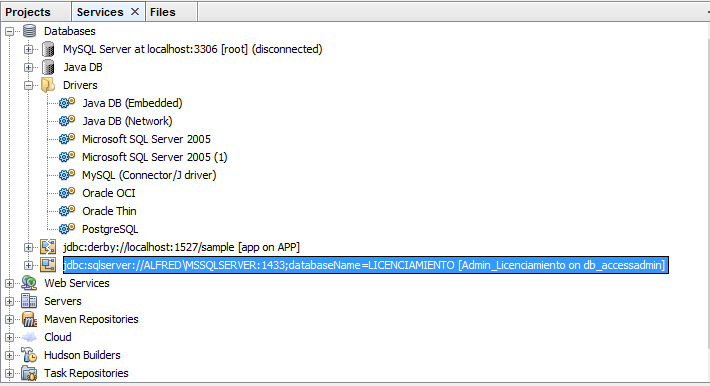 Projects Services Files
Databases
MySQL Server at localhost:3306 [root] (disconnected)
Java DB
Drivers
Java DB (Embedded)
Java DB (Network)
Microsoft SQL Server 2005
Microsoft SQL Server 2005 (1)
MySQL (Connector/J driver)
Oracle OCI
Oracle Thin
PostgreSQL
jdbc:derby://localhost:1527/sample [app on APP]
jdbc:sqlserver://ALFRED\MSSQLSERVER:1433;databaseName=LICENCIAMIENTO [Admin_Licenciamiento on db_accessadmin]
Web Services
Servers
Maven Repositories
Cloud
Hudson Builders
Task Repositories